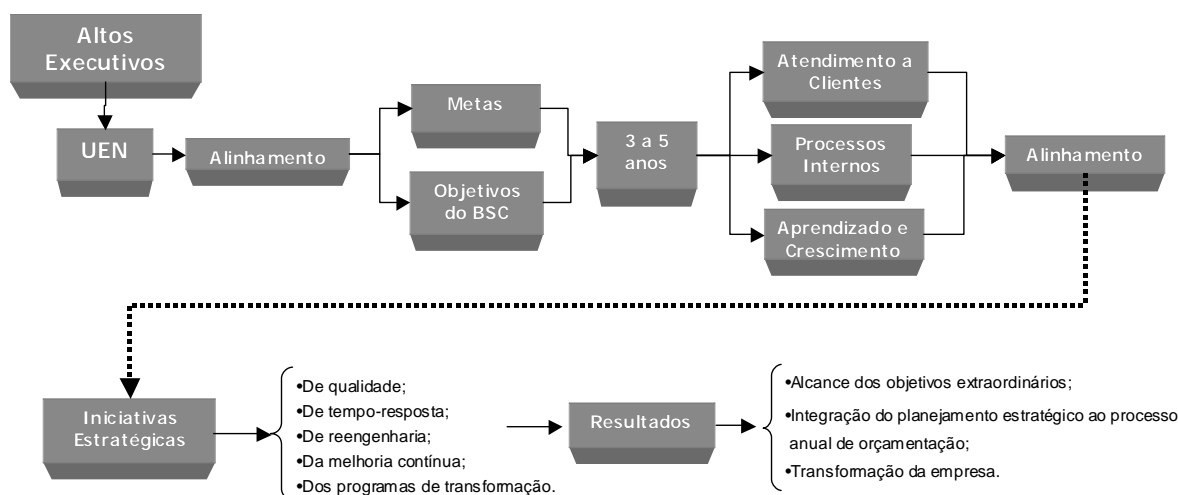 Altos
Executivos
UEN
Alinhamento
Metas
Objetivos
do BSC
3 a 5
anos
Atendimento a
Clientes
Processos
Internos
Aprendizado e
Crescimento
Alinhamento
Iniciativas
Estratégicas
•De qualidade;
•De tempo-resposta;
•De reengenharia;
•Da melhoria contínua;
•Dos programas de transformação.
Resultados
•Alcance dos objetivos extraordinários;
•Integração do planejamento estratégico ao processo
anual de orçamentação;
•Transformação da empresa.